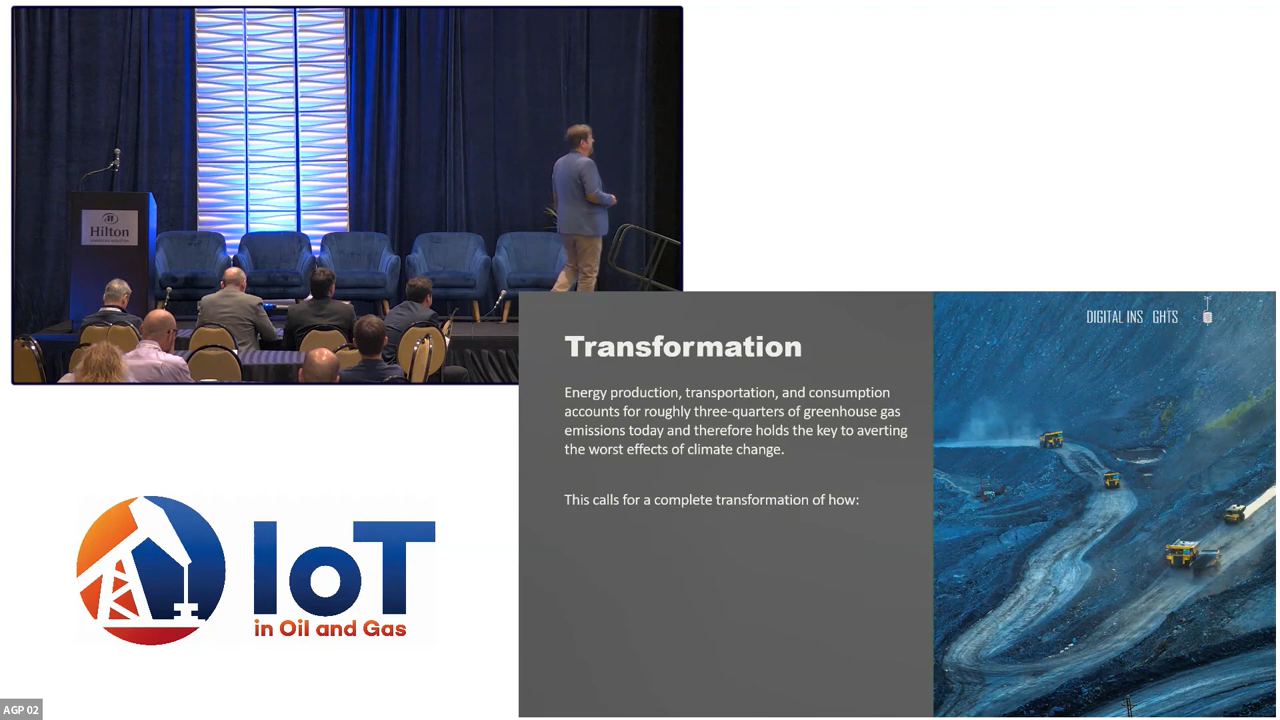 Hilton
Transformation
DIGITAL INS GHTS
Energy production, transportation, and consumption
accounts for roughly three-quarters of greenhouse gas
emissions today and therefore holds the key to averting
the worst effects of climate change.
This calls for a complete transformation of how:
IoT
in Oil and Gas
AGP 02